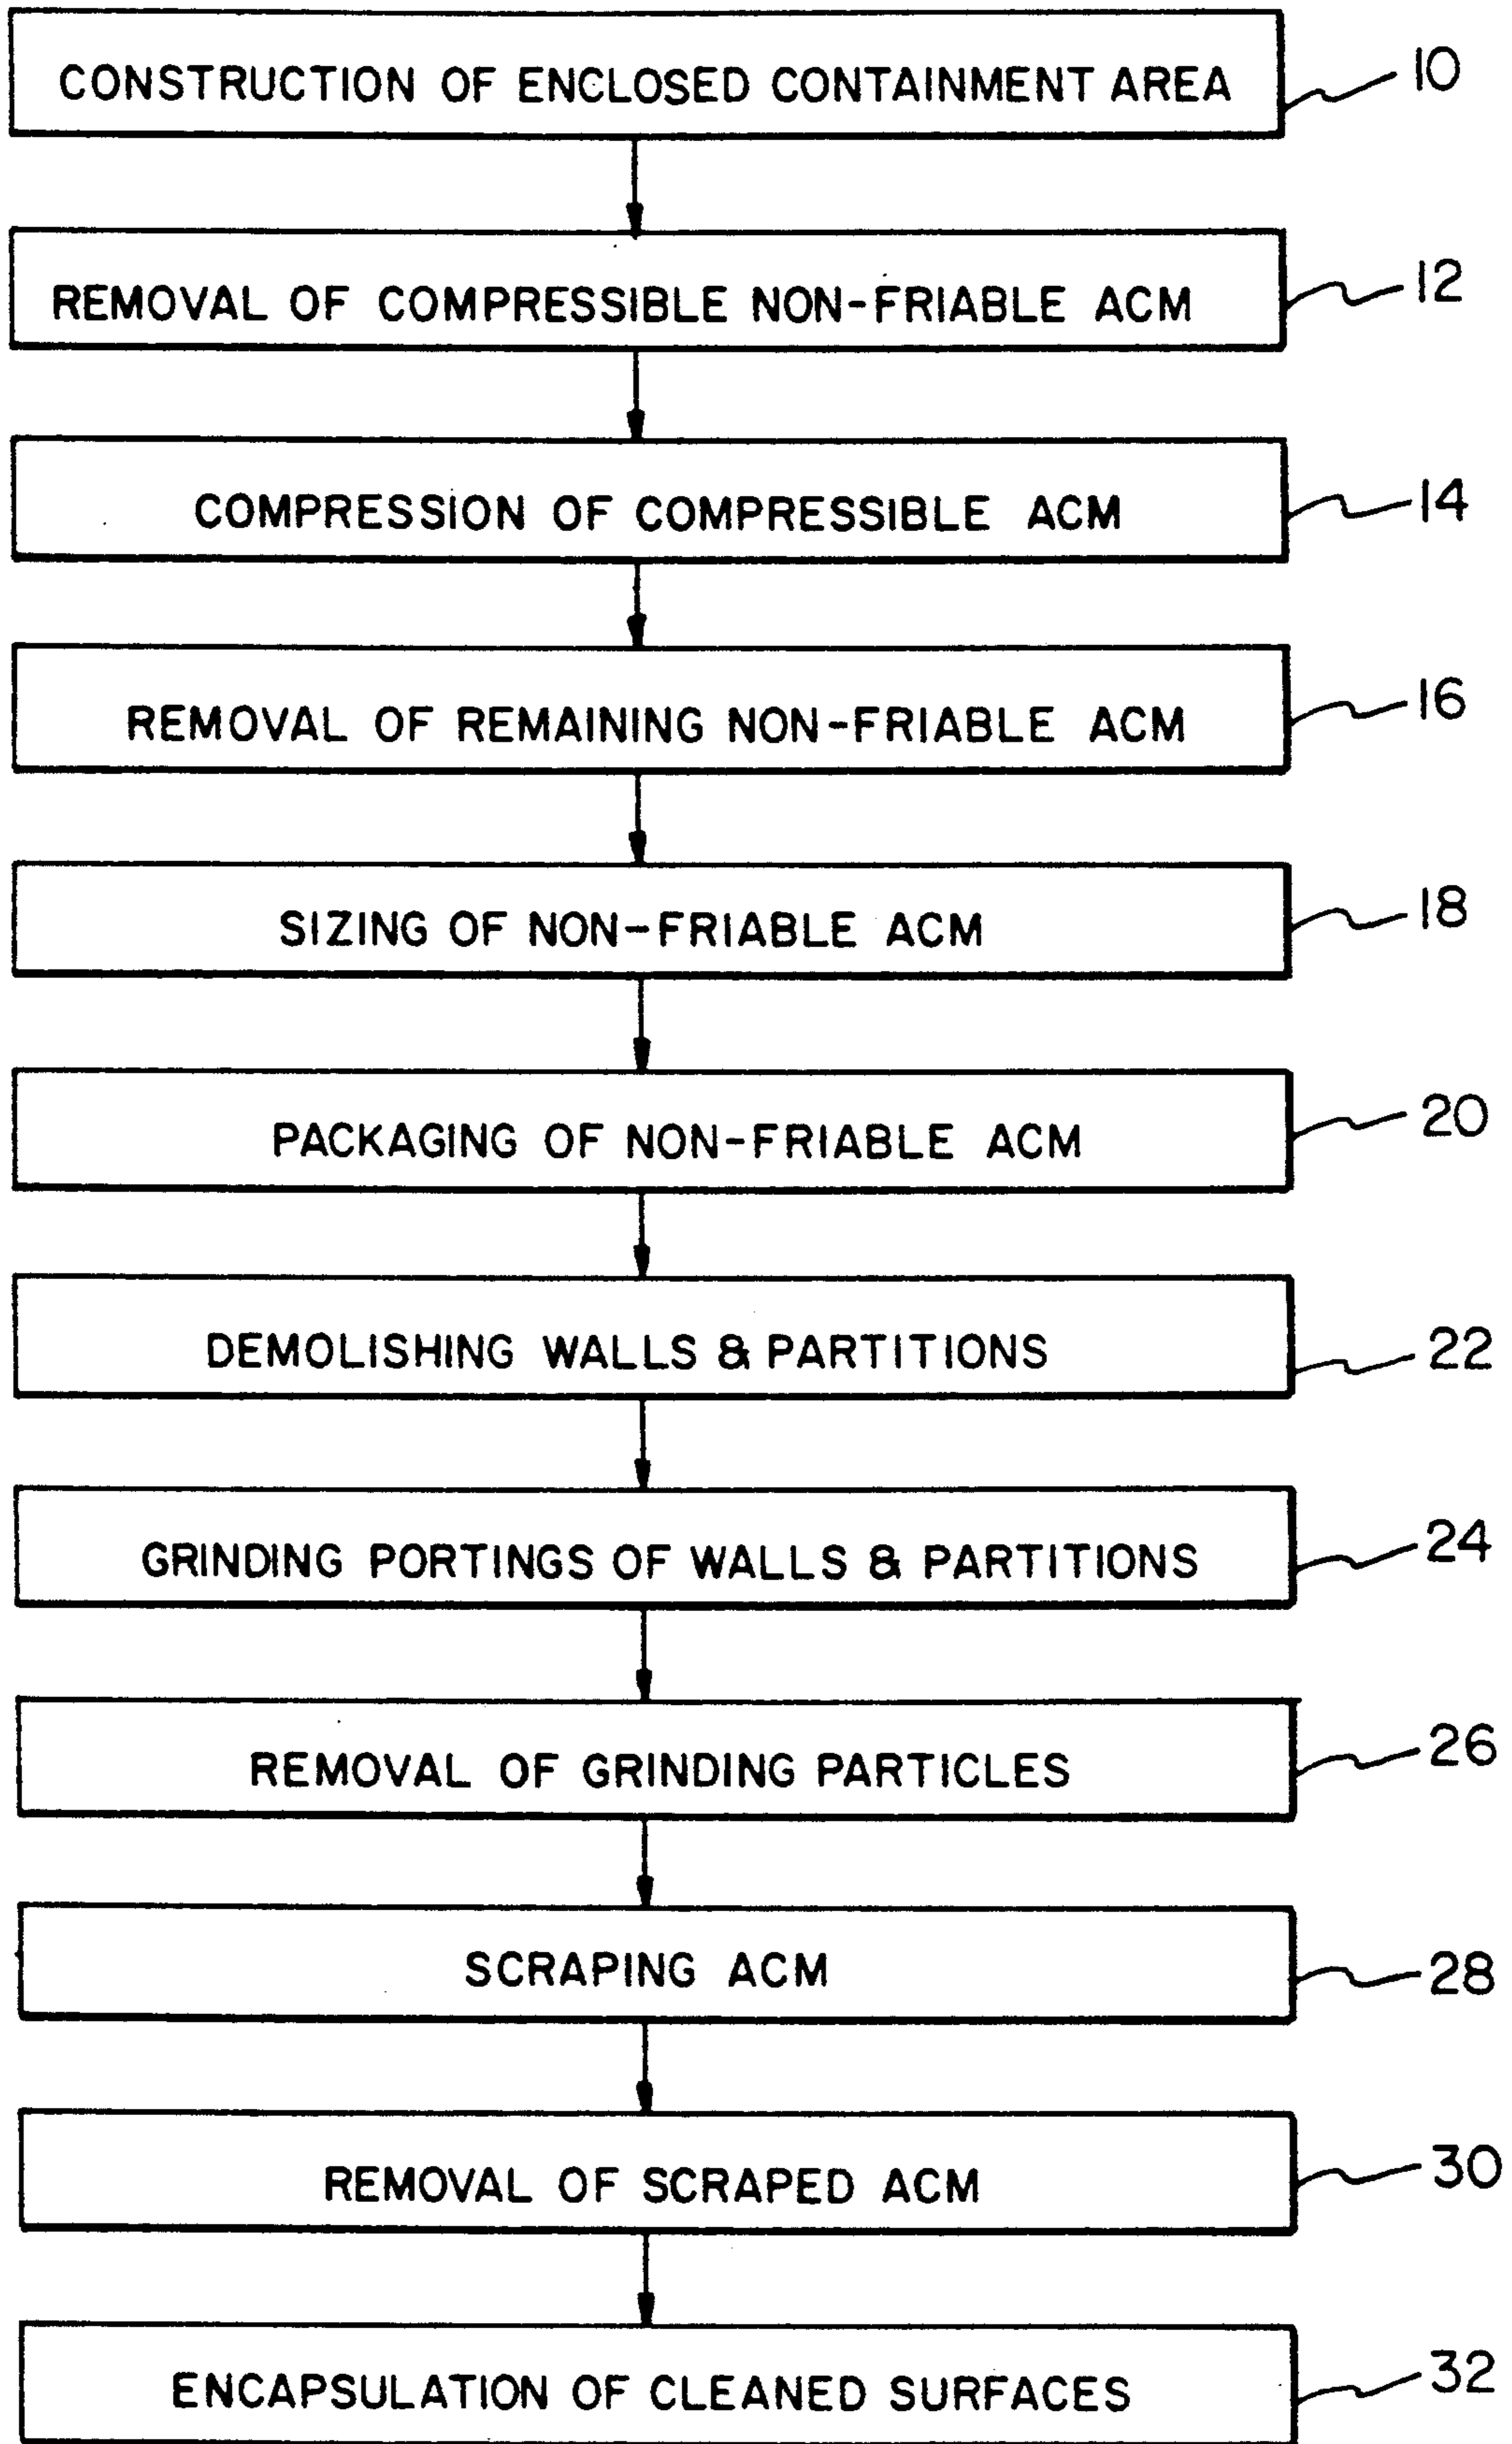 CONSTRUCTION OF ENCLOSED CONTAINMENT AREA 10
REMOVAL OF COMPRESSIBLE NON-FRIABLE ACM 12
COMPRESSION OF COMPRESSIBLE ACM 14
REMOVAL OF REMAINING NON-FRIABLE ACM 16
SIZING OF NON-FRIABLE ACM 18
PACKAGING OF NON-FRIABLE ACM 20
DEMOLISHING WALLS & PARTITIONS 22
GRINDING PORTINGS OF WALLS & PARTITIONS 24
REMOVAL OF GRINDING PARTICLES 26
SCRAPING ACM 28
REMOVAL OF SCRAPED ACM 30
ENCAPSULATION OF CLEANED SURFACES 32